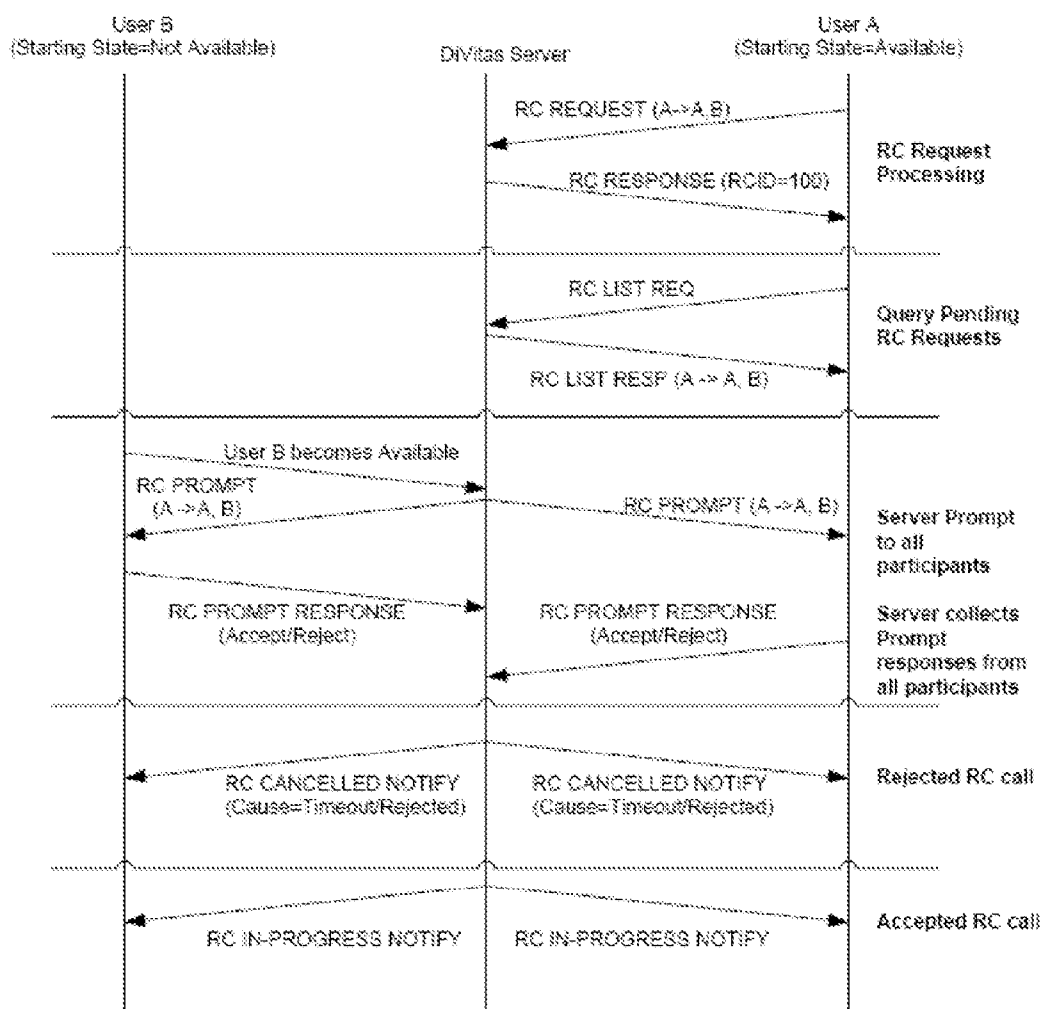 User B
(Starting State=Not Available)
DiVitas Server
User A
(Starting State=Available)
RC REQUEST (A->A,B)
RC Request
Processing
RC RESPONSE (RCID=100)
RC LIST REQ
Query Pending
RC Requests
RC LIST RESP (A -> A, B)
User B becomes Available
RC PROMPT
(A ->A, B)
RC PROMPT (A ->A, B)
Server Prompt
to all
participants
RC PROMPT RESPONSE
(Accept/Reject)
RC PROMPT RESPONSE
(Accept/Reject)
Server collects
Prompt
responses from
all participants
RC CANCELLED NOTIFY
(Cause=Timeout/Rejected)
RC CANCELLED NOTIFY
(Cause=Timeout/Rejected)
Rejected RC call
RC IN-PROGRESS NOTIFY
RC IN-PROGRESS NOTIFY
Accepted RC call